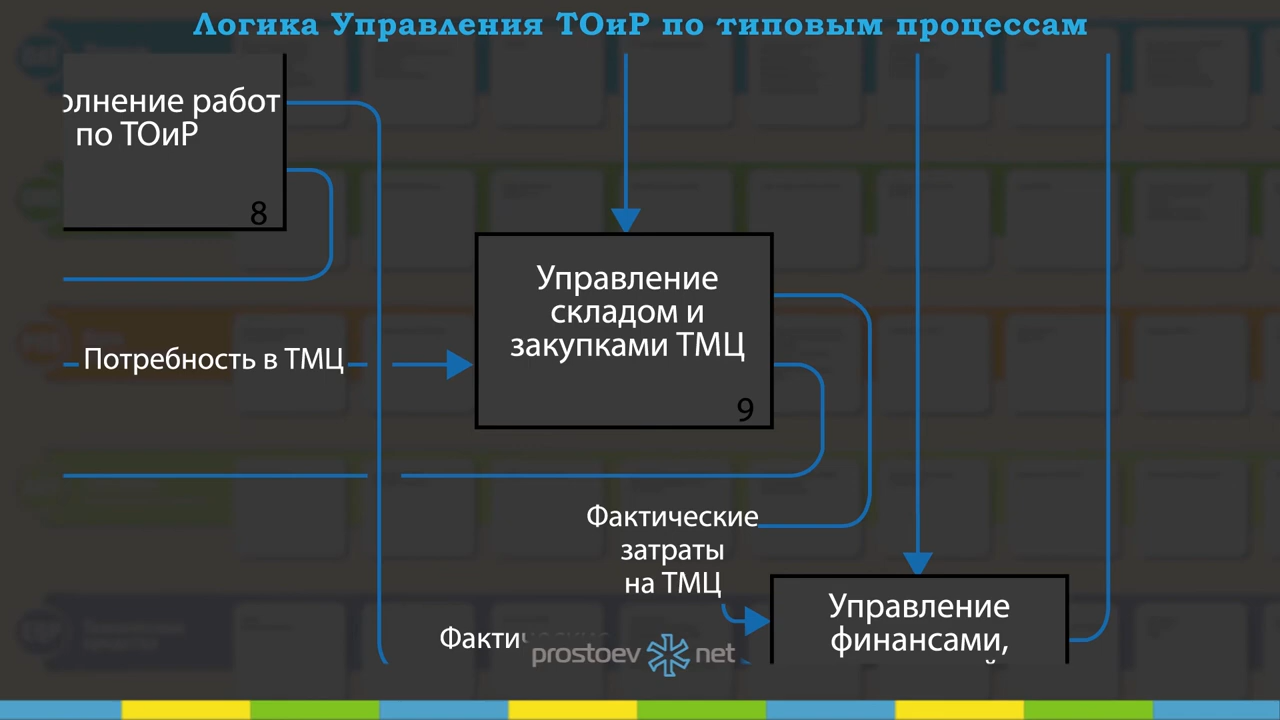 Логика Управления ТОиР по типовым процессам
олнение работ
по ТОиР
8
Управление
складом и
закупками ТМЦ
9
Потребность в ТМЦ
Фактические
затраты
на ТМЦ
Управление
финансами,
Фактические
prostoev net